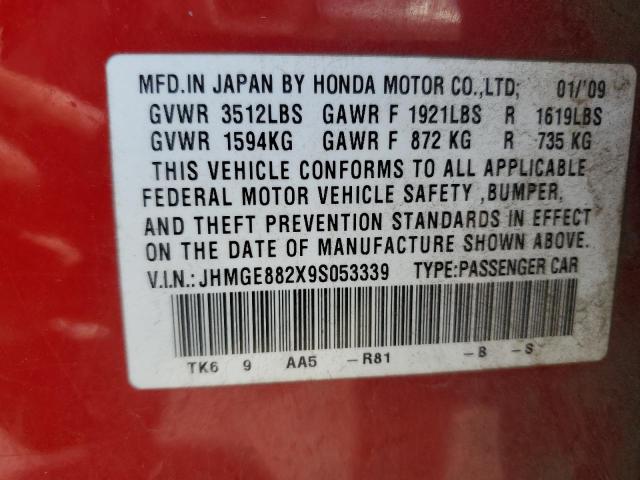 MFD.IN JAPAN BY HONDA MOTOR CO.,LTD; 01/'09
GVWR 3512LBS GAWR F 1921LBS R 1619LBS
GVWR 1594KG GAWR F 872 KG R 735 KG
THIS VEHICLE CONFORMS TO ALL APPLICABLE
FEDERAL MOTOR VEHICLE SAFETY ,BUMPER,
AND THEFT PREVENTION STANDARDS IN EFFECT
ON THE DATE OF MANUFACTURE SHOWN ABOVE.
V.I.N.: JHMGE882X9S053339 TYPE:PASSENGER CAR
TK6 9 AA5 -R81 -B -S